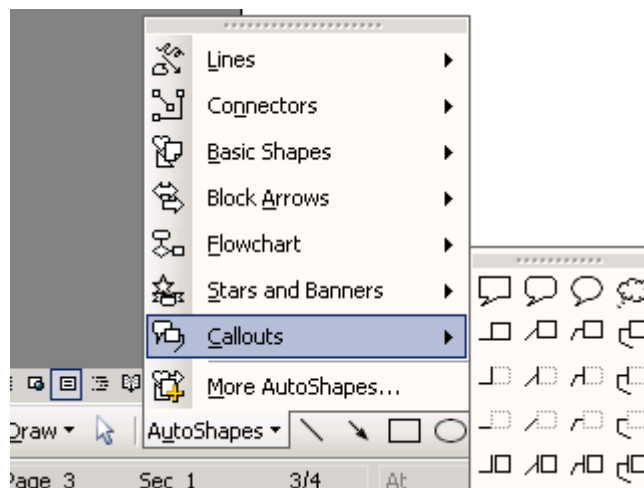 Lines
Connectors
Basic Shapes
Block Arrows
Flowchart
Stars and Banners
Callouts
More AutoShapes...
Draw AutoShapes
Page 3 Sec 1 3/4 At